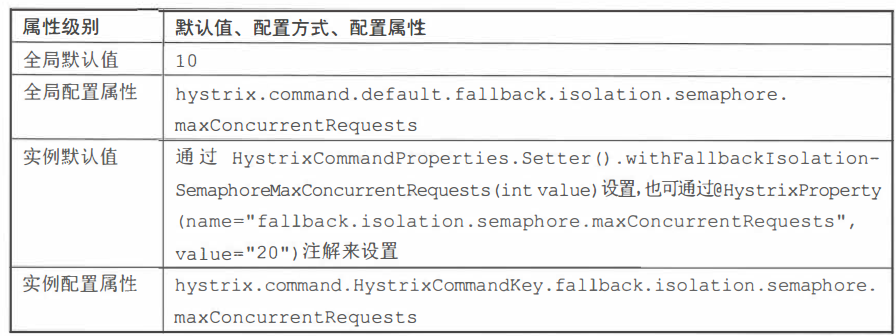 属性级别 默认值、配置方式、配置属性
全局默认值 10
全局配置属性 hystrix.command.default.fallback.isolation.semaphore.
maxConcurrentRequests
实例默认值 通过 HystrixCommandProperties.Setter().withFallbackIsolation-
SemaphoreMaxConcurrentRequests(int value)设置,也可通过@HystrixProperty
(name="fallback.isolation.semaphore.maxConcurrentRequests",
value="20")注解来设置
实例配置属性 hystrix.command.HystrixCommandKey.fallback.isolation.semaphore.
maxConcurrentRequests